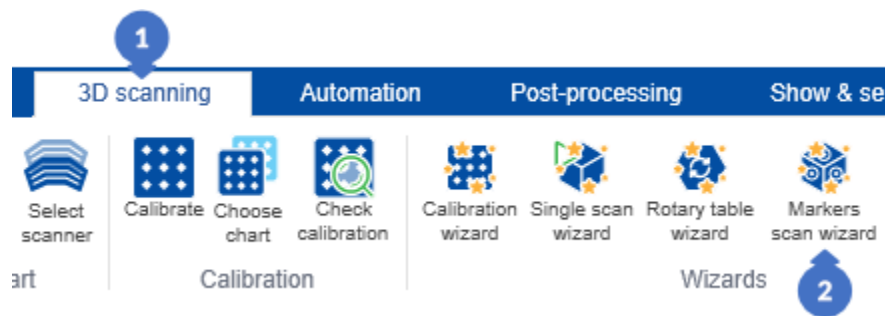 1
3D scanning Automation Post-processing Show & se
Select scanner
Calibrate
Choose chart
Check calibration
Calibration wizard
Single scan wizard
Rotary table wizard
Markers scan wizard
art Calibration Wizards
2